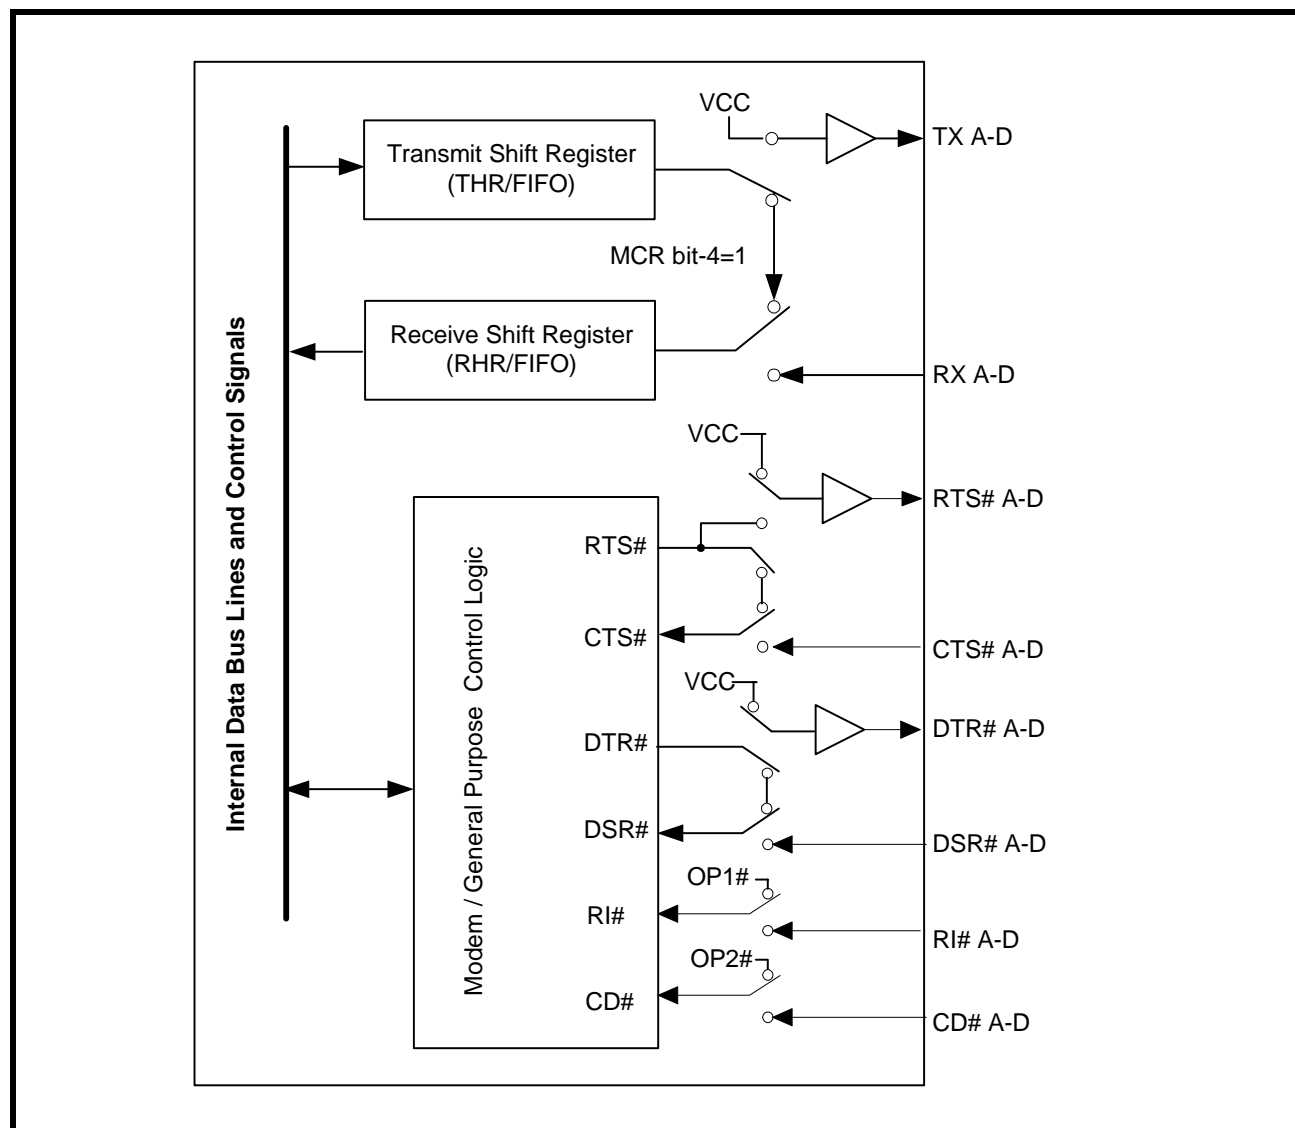 VCC
TX A-D
Transmit Shift Register
(THR/FIFO)
MCR bit-4=1
Receive Shift Register
(RHR/FIFO)
RX A-D
Internal Data Bus Lines and Control Signals
VCC
RTS# A-D
Modem / General Purpose Control Logic
RTS#
CTS#
CTS# A-D
VCC
DTR#
DTR# A-D
DSR#
DSR# A-D
OP1#
RI#
RI# A-D
OP2#
CD#
CD# A-D